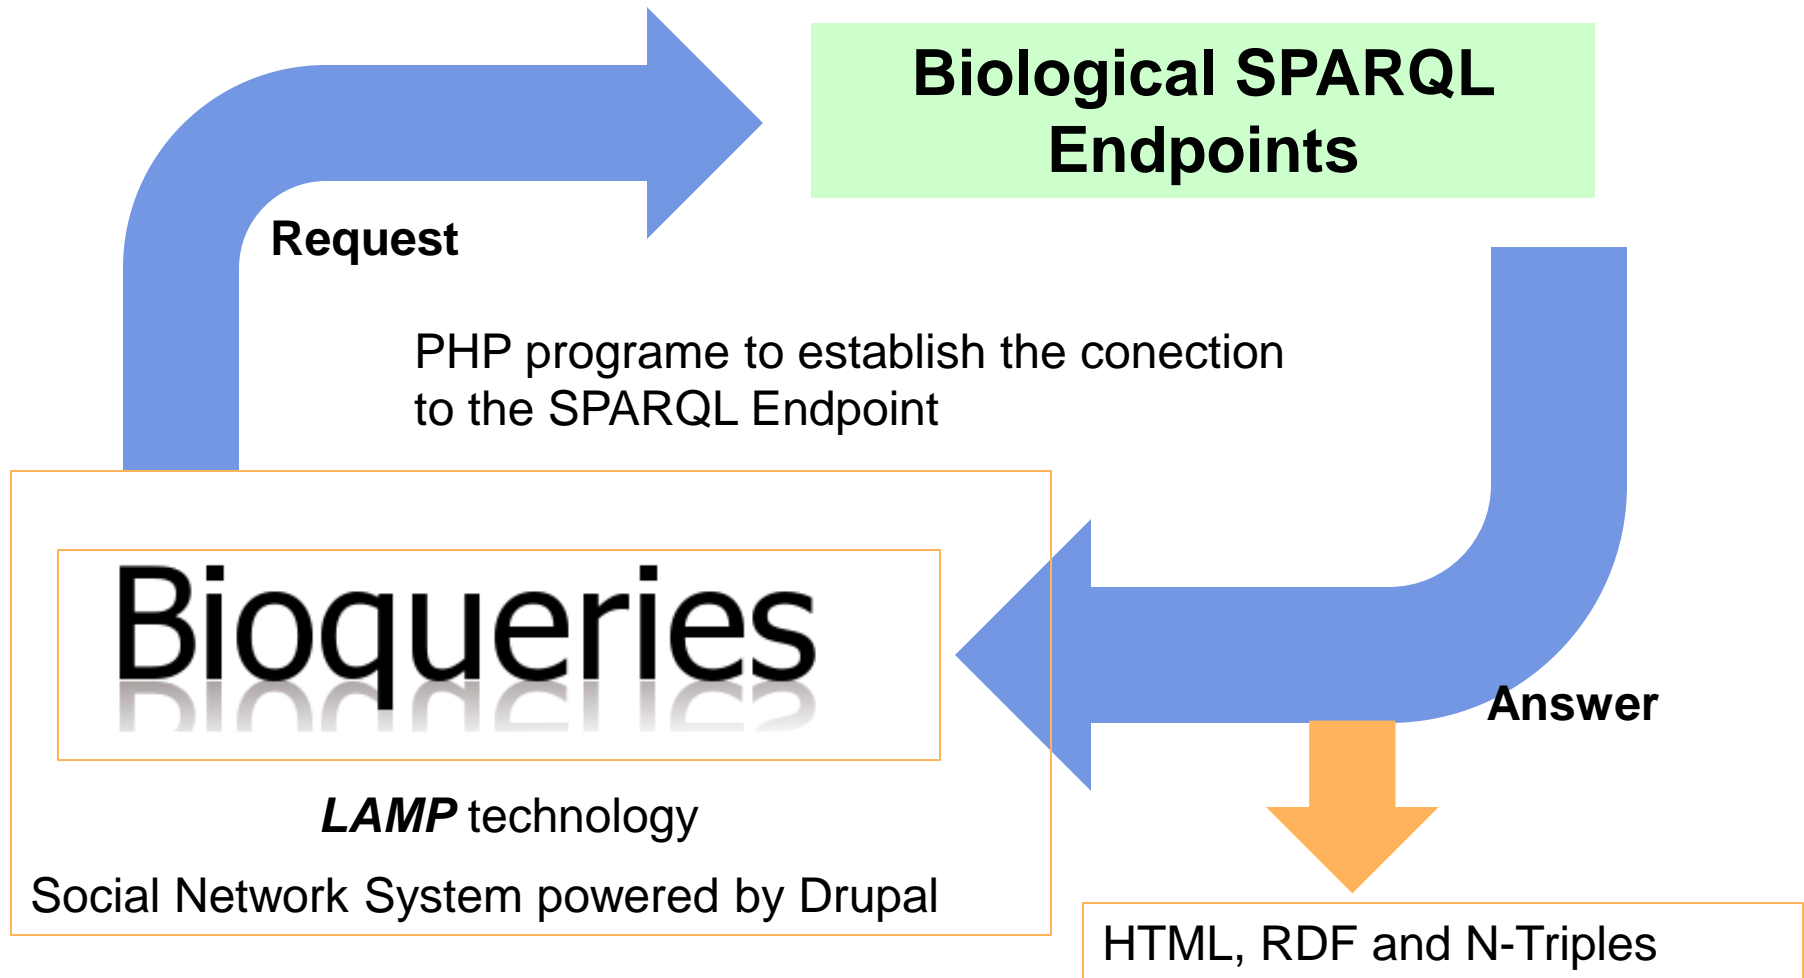 Biological SPARQL
Endpoints
Request
PHP programe to establish the conection
to the SPARQL Endpoint
Bioqueries
Answer
LAMP technology
Social Network System powered by Drupal
HTML, RDF and N-Triples